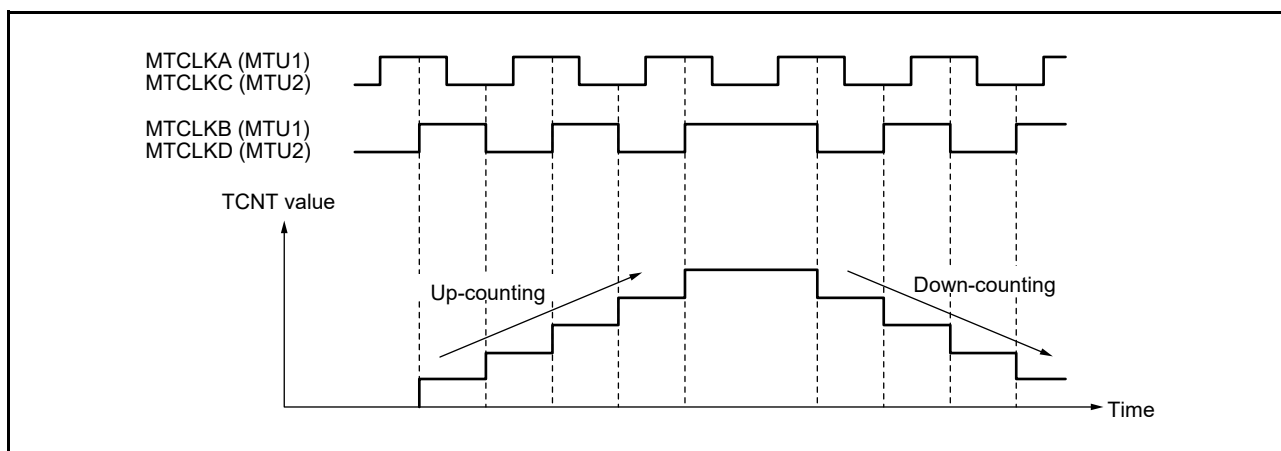 MTCLKA (MTU1)
MTCLKC (MTU2)
MTCLKB (MTU1)
MTCLKD (MTU2)
TCNT value
Up-counting
Down-counting
Time